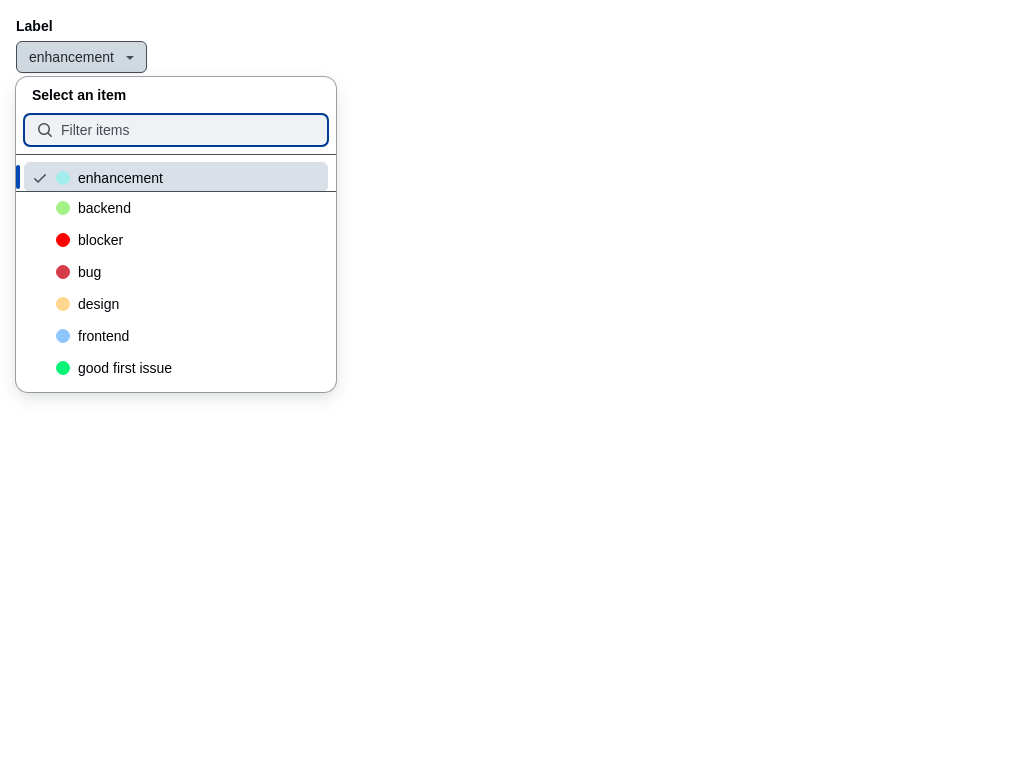 Label
enhancement
Select an item
Filter items
enhancement
backend
blocker
bug
design
frontend
good first issue